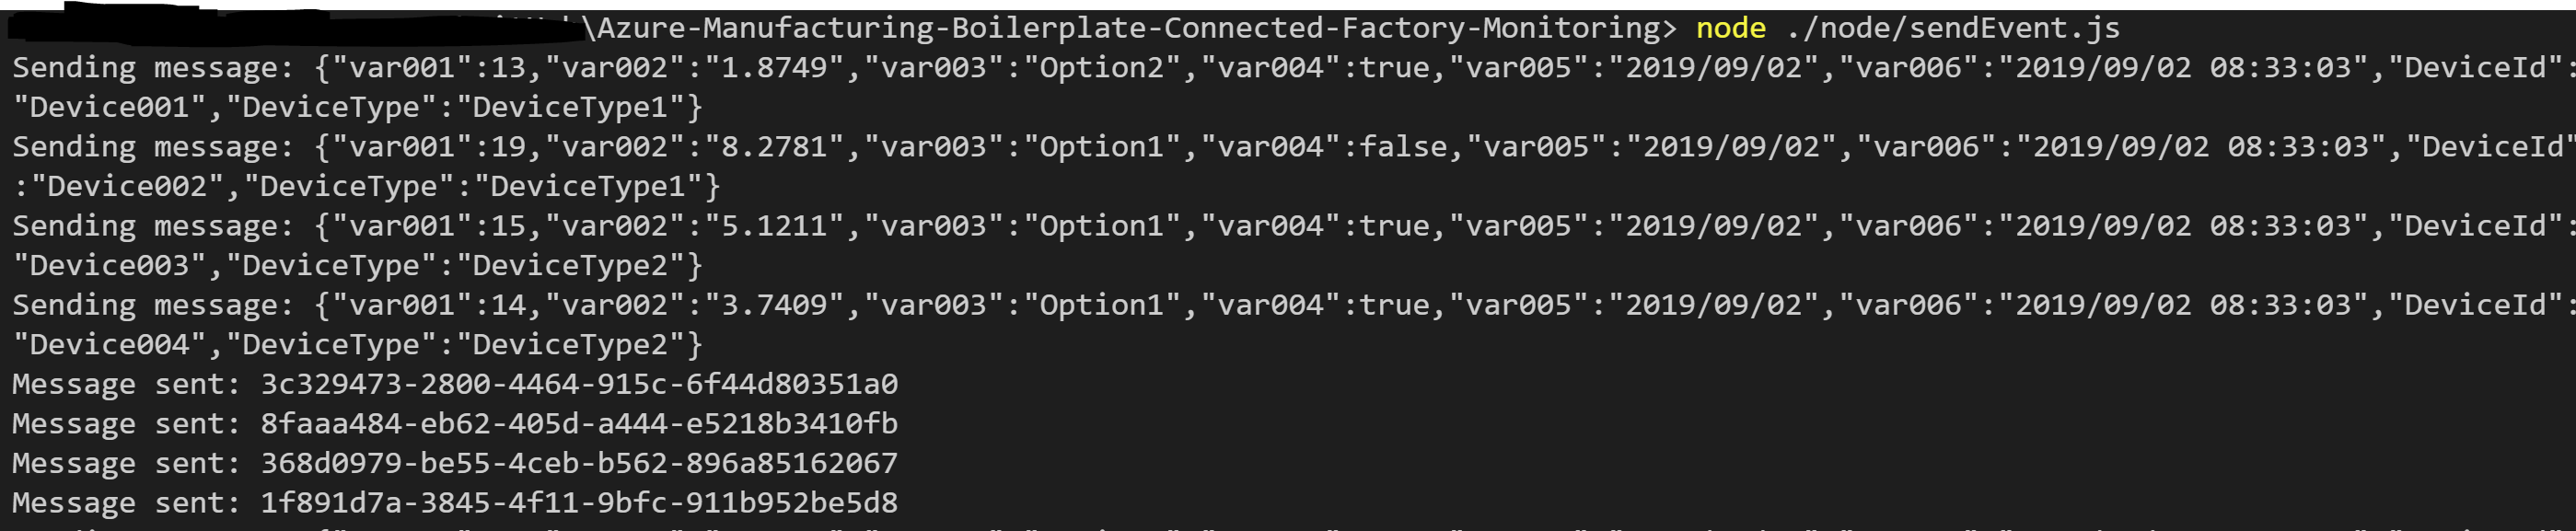 \Azure-Manufacturing-Boilerplate-Connected-Factory-Monitoring> node ./node/sendEvent.js
Sending message: {"var001":13,"var002":"1.8749","var003":"Option2","var004":true,"var005":"2019/09/02","var006":"2019/09/02 08:33:03","DeviceId":
"Device001","DeviceType":"DeviceType1"}
Sending message: {"var001":19,"var002":"8.2781","var003":"Option1","var004":false,"var005":"2019/09/02","var006":"2019/09/02 08:33:03","DeviceId"
:"Device002","DeviceType":"DeviceType1"}
Sending message: {"var001":15,"var002":"5.1211","var003":"Option1","var004":true,"var005":"2019/09/02","var006":"2019/09/02 08:33:03","DeviceId":
"Device003","DeviceType":"DeviceType2"}
Sending message: {"var001":14,"var002":"3.7409","var003":"Option1","var004":true,"var005":"2019/09/02","var006":"2019/09/02 08:33:03","DeviceId":
"Device004","DeviceType":"DeviceType2"}
Message sent: 3c329473-2800-4464-915c-6f44d80351a0
Message sent: 8faaa484-eb62-405d-a444-e5218b3410fb
Message sent: 368d0979-be55-4ceb-b562-896a85162067
Message sent: 1f891d7a-3845-4f11-9bfc-911b952be5d8